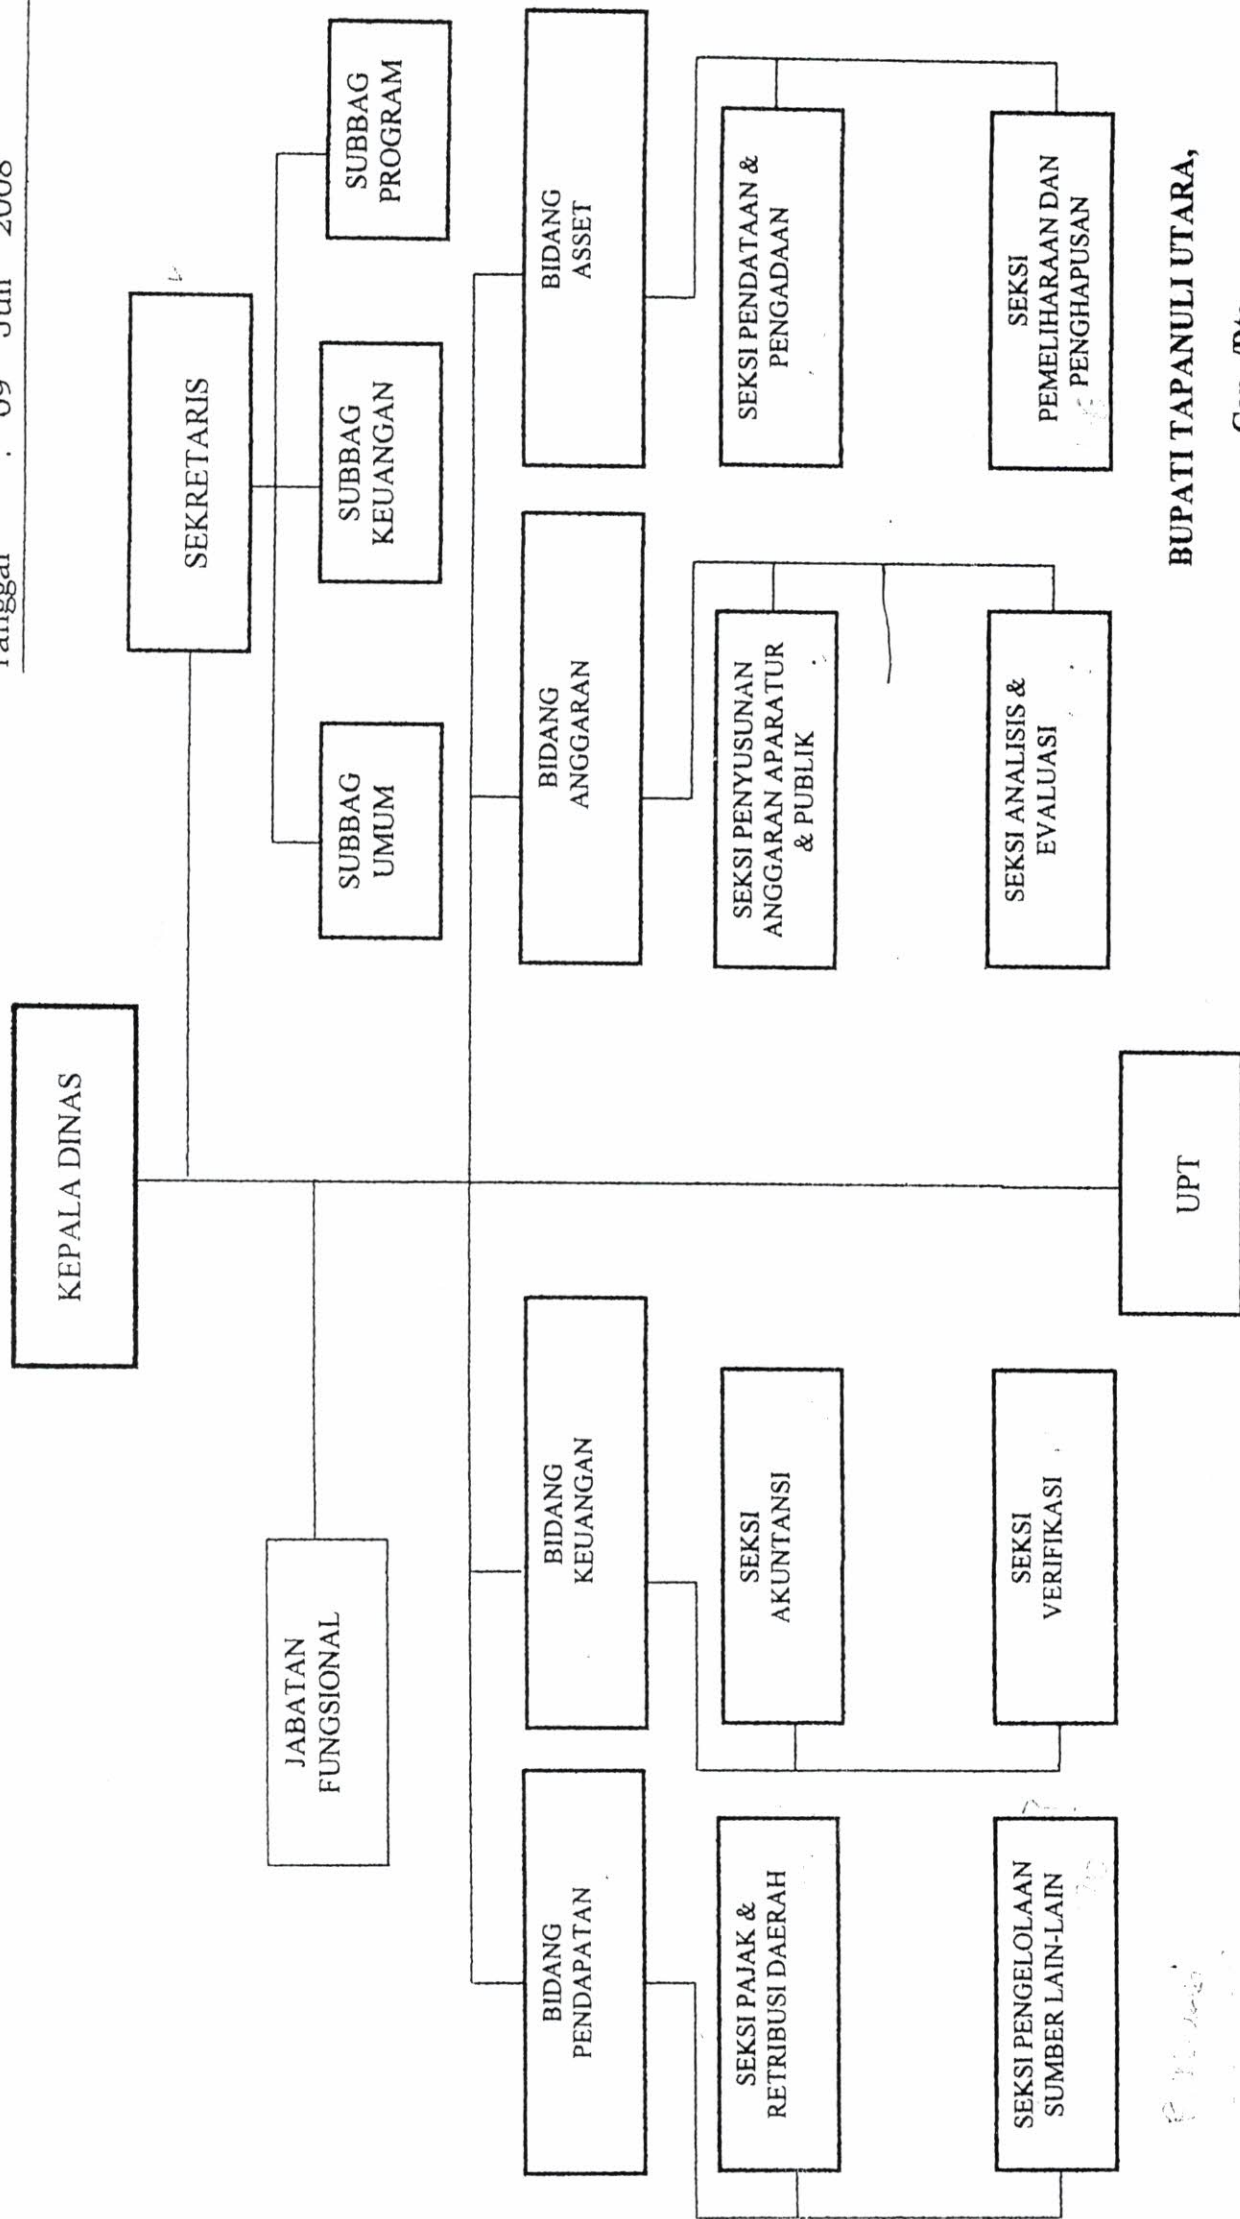 Tanggal : 09 Juli 2008
KEPALA DINAS
SEKRETARIS
JABATAN
FUNGSIONAL
SUBBAG
UMUM
SUBBAG
KEUANGAN
SUBBAG
PROGRAM
BIDANG
PENDAPATAN
BIDANG
KEUANGAN
BIDANG
ANGGARAN
BIDANG
ASSET
SEKSI PAJAK &
RETRIBUSI DAERAH
SEKSI
AKUNTANSI
SEKSI PENYUSUNAN
ANGGARAN APARATUR
& PUBLIK
SEKSI PENDATAAN &
PENGADAAN
SEKSI PENGELOLAAN
SUMBER LAIN-LAIN
SEKSI
VERIFIKASI
SEKSI ANALISIS &
EVALUASI
SEKSI
PEMELIHARAAN DAN
PENGHAPUSAN
UPT
BUPATI TAPANULI UTARA,